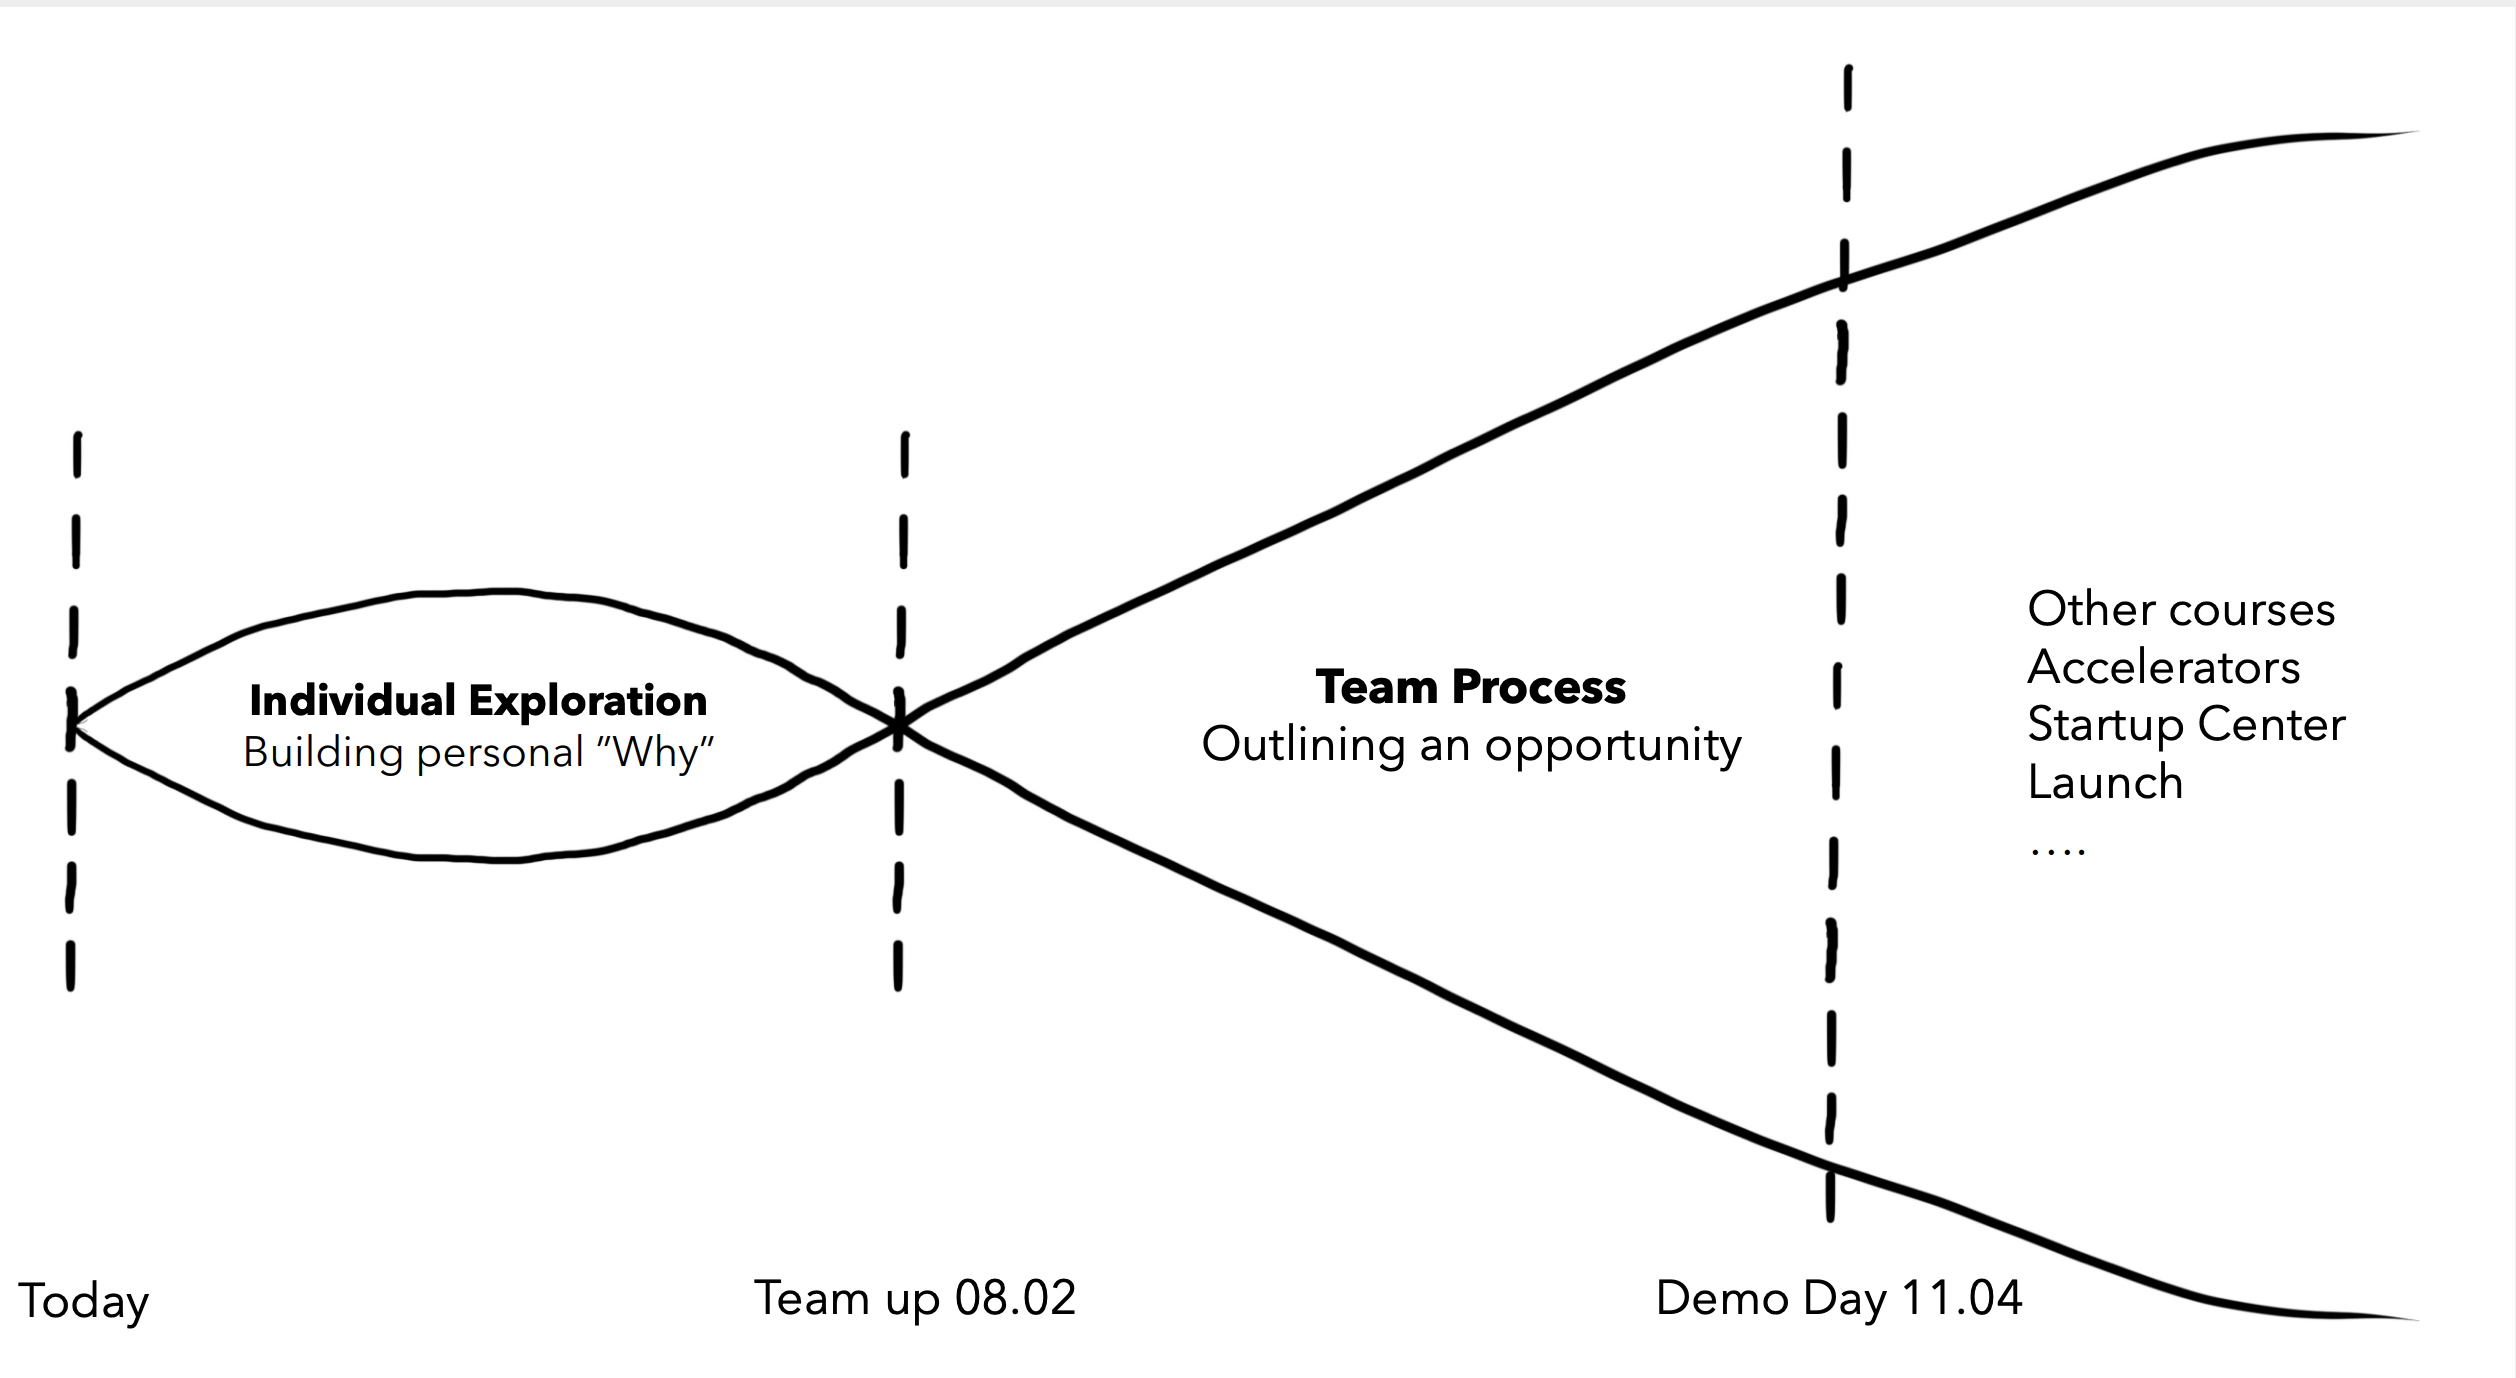 Individual Exploration
Building personal ”Why”
Team Process
Outlining an opportunity
Other courses
Accelerators
Startup Center
Launch
….
Today
Team up 08.02
Demo Day 11.04